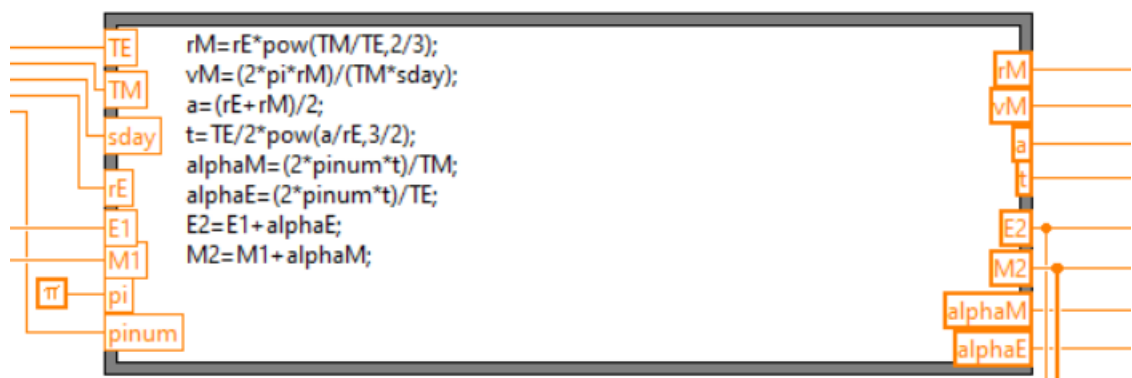 TE
TM
sday
rE
E1
M1
π
pi
pinum
rM=rE*pow(TM/TE,2/3);
vM=(2*pi*rM)/(TM*sday);
a=(rE+rM)/2;
t=TE/2*pow(a/rE,3/2);
alphaM=(2*pinum*t)/TM;
alphaE=(2*pinum*t)/TE;
E2=E1+alphaE;
M2=M1+alphaM;
rM
vM
a
t
E2
M2
alphaM
alphaE